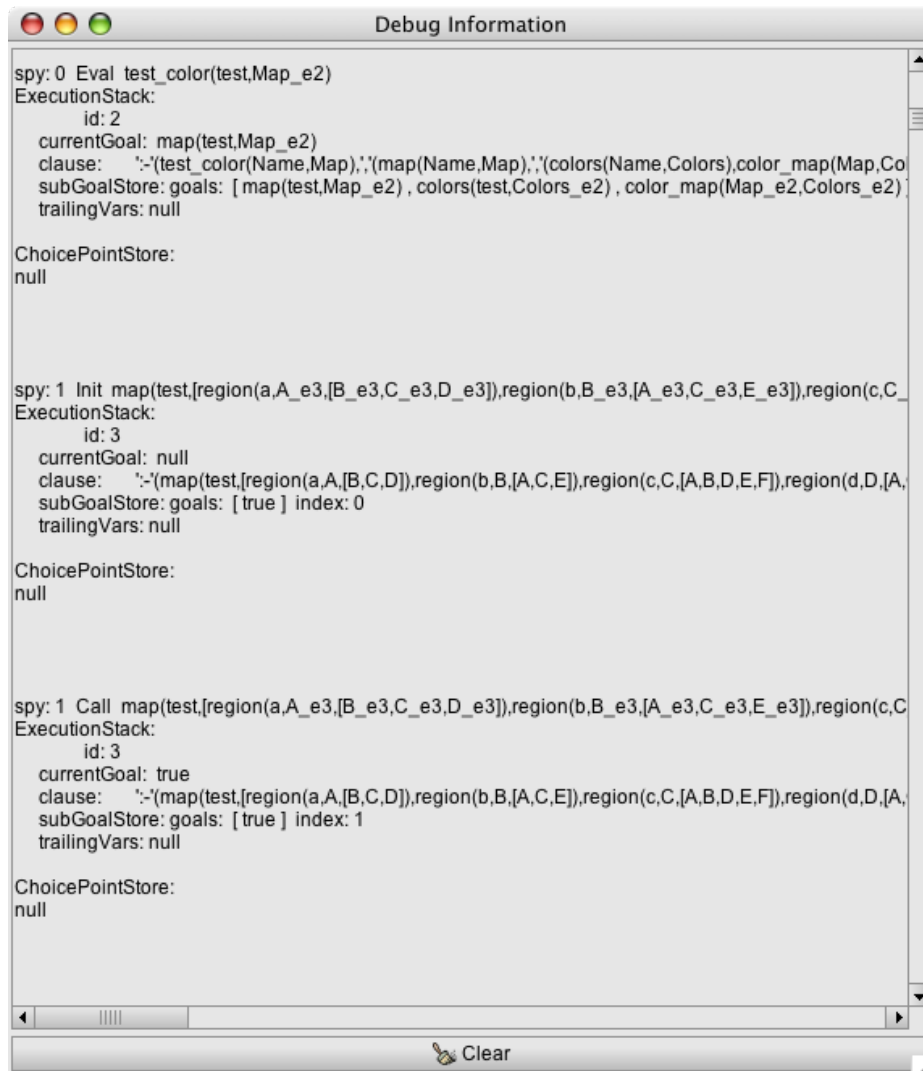 Debug Information
spy: 0 Eval test_color(test,Map_e2)
ExecutionStack:
id: 2
currentGoal: map(test,Map_e2)
clause: ':-'(test_color(Name,Map),','(map(Name,Map),','(colors(Name,Colors),color_map(Map,Co
subGoalStore: goals: [ map(test,Map_e2) , colors(test,Colors_e2) , color_map(Map_e2,Colors_e2) ]
trailingVars: null
ChoicePointStore:
null
spy: 1 Init map(test,[region(a,A_e3,[B_e3,C_e3,D_e3]),region(b,B_e3,[A_e3,C_e3,E_e3]),region(c,C_
ExecutionStack:
id: 3
currentGoal: null
clause: ':-'(map(test,[region(a,A,[B,C,D]),region(b,B,[A,C,E]),region(c,C,[A,B,D,E,F]),region(d,D,[A,
subGoalStore: goals: [ true ] index: 0
trailingVars: null
ChoicePointStore:
null
spy: 1 Call map(test,[region(a,A_e3,[B_e3,C_e3,D_e3]),region(b,B_e3,[A_e3,C_e3,E_e3]),region(c,C
ExecutionStack:
id: 3
currentGoal: true
clause: ':-'(map(test,[region(a,A,[B,C,D]),region(b,B,[A,C,E]),region(c,C,[A,B,D,E,F]),region(d,D,[A,
subGoalStore: goals: [ true ] index: 1
trailingVars: null
ChoicePointStore:
null
Clear